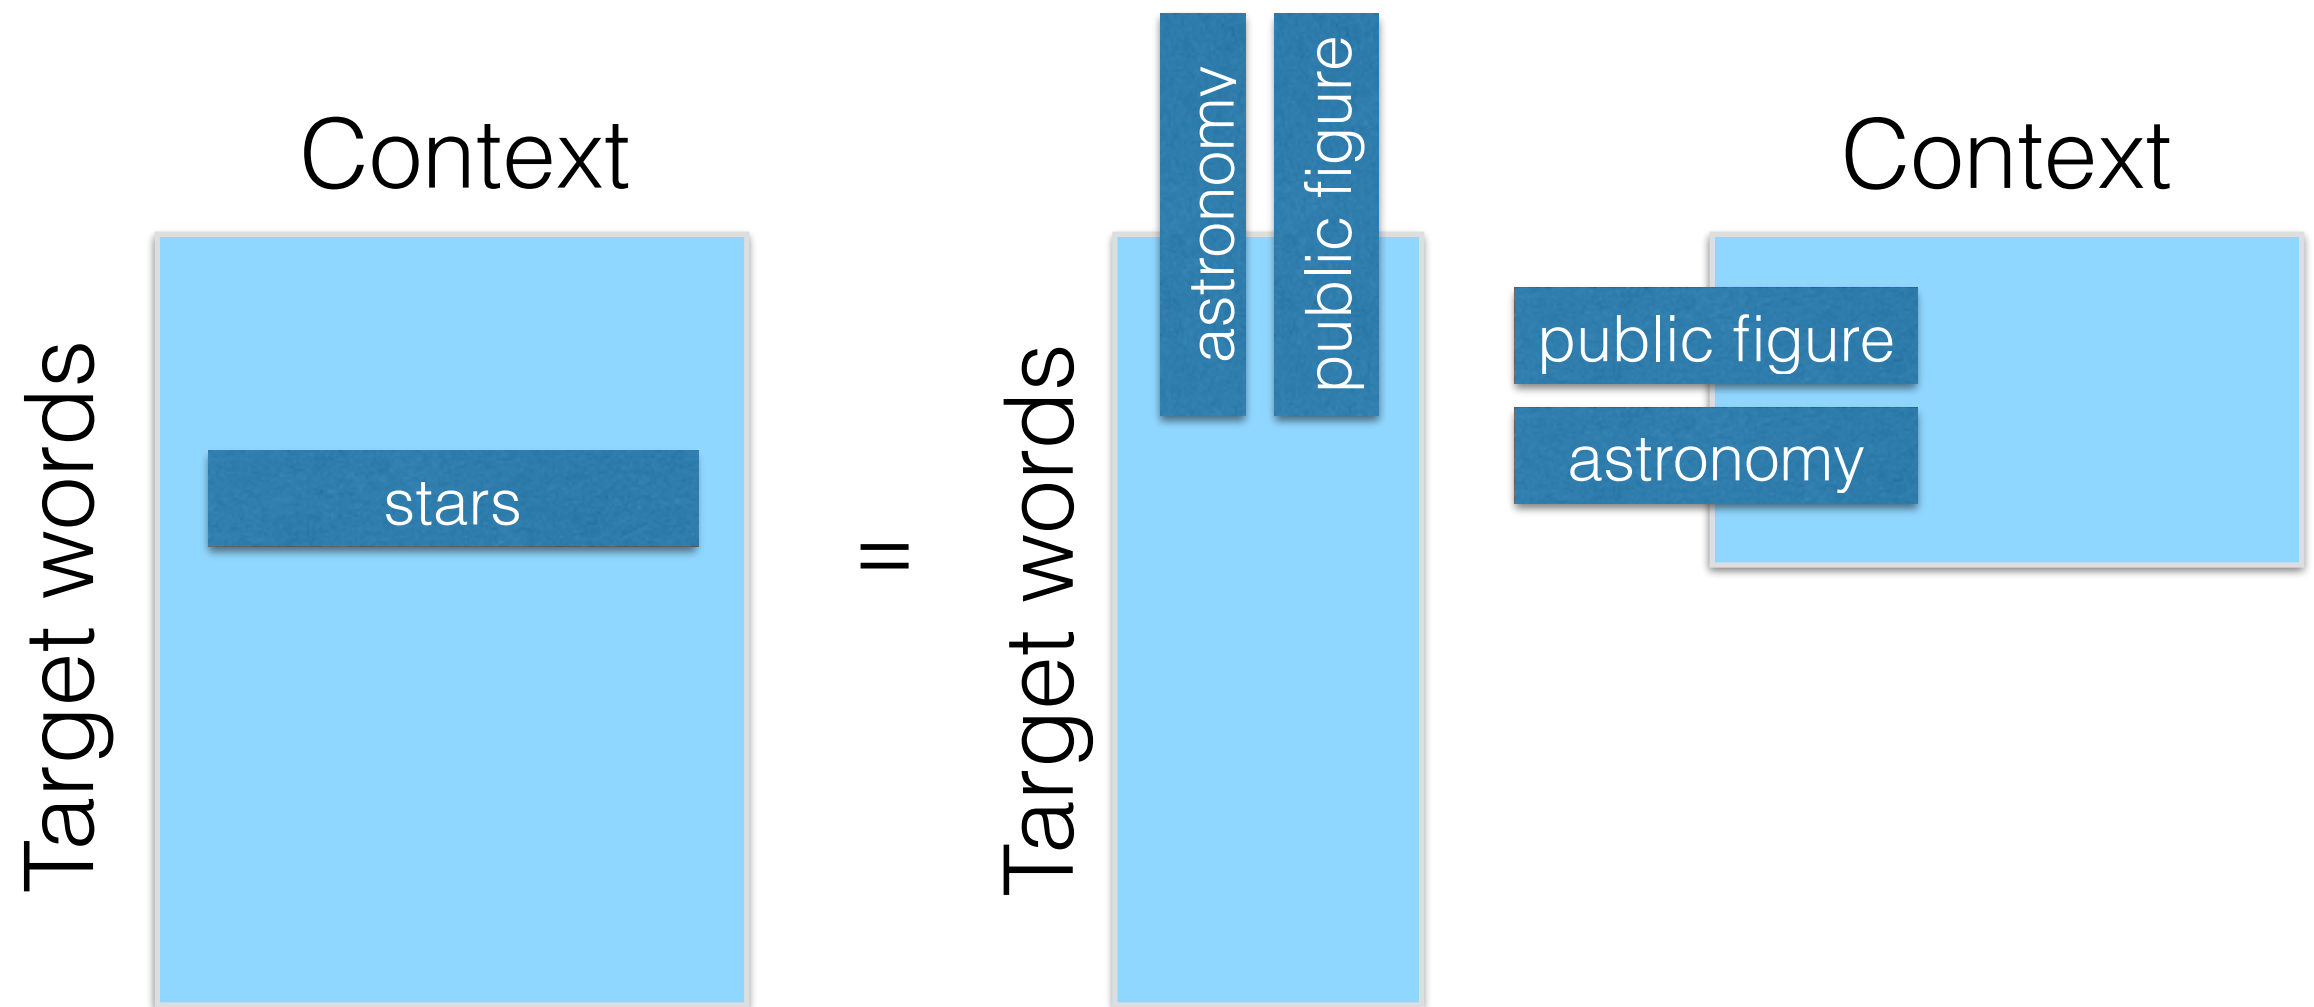 Context
Target words
stars
=
Target words
astronomy
public figure
Context
public figure
astronomy